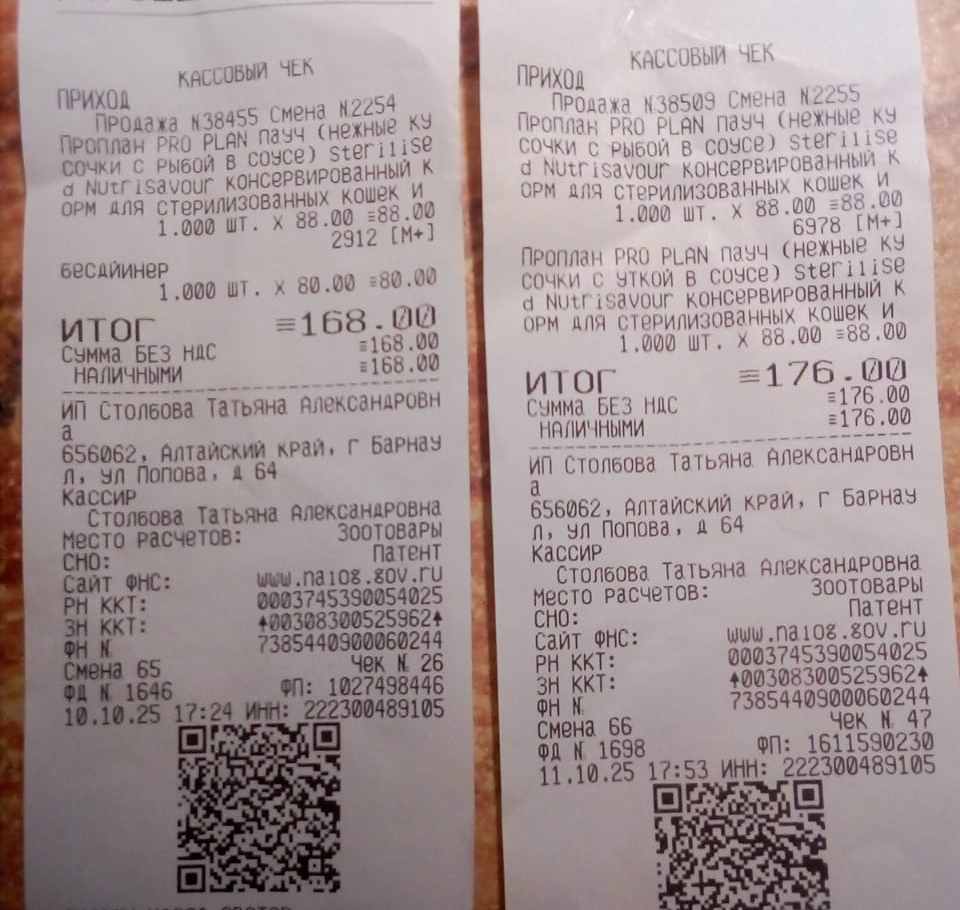 КАССОВЫЙ ЧЕК
ПРИХОД
Продажа N38455 Смена N2254
Проплан PRO PLAN пауч (нежные ку
сочки с рыбой в соусе) Sterilise
d Nutrisavour консервированный к
орм для стерилизованных кошек и
1.000 шт. X 88.00 ≡88.00
2912 [M+]
бесдйинер
1.000 шт. X 80.00 ≡80.00
ИТОГ ≡168.00
СУММА БЕЗ НДС ≡168.00
НАЛИЧНЫМИ ≡168.00
ИП Столбова Татьяна Александровн
а
656062, Алтайский край, г Барнау
л, ул Попова, д 64
Кассир
Столбова Татьяна Александровна
Место расчетов: Зоотовары
СНО: Патент
Сайт ФНС: www.nalog.gov.ru
РН ККТ: 0003745390054025
ЗН ККТ: 00308300525962
ФН N 7385440900060244
Смена 65 Чек N 26
ФД N 1646 ФП: 1027498446
10.10.25 17:24 ИНН: 222300489105
КАССОВЫЙ ЧЕК
ПРИХОД
Продажа N38509 Смена N2255
Проплан PRO PLAN пауч (нежные ку
сочки с рыбой в соусе) Sterilise
d Nutrisavour консервированный к
орм для стерилизованных кошек и
1.000 шт. X 88.00 ≡88.00
6978 [M+]
Проплан PRO PLAN пауч (нежные ку
сочки с уткой в соусе) Sterilise
d Nutrisavour консервированный к
орм для стерилизованных кошек и
1.000 шт. X 88.00 ≡88.00
ИТОГ ≡176.00
СУММА БЕЗ НДС ≡176.00
НАЛИЧНЫМИ ≡176.00
ИП Столбова Татьяна Александровн
а
656062, Алтайский край, г Барнау
л, ул Попова, д 64
Кассир
Столбова Татьяна Александровна
Место расчетов: Зоотовары
СНО: Патент
Сайт ФНС: www.nalog.gov.ru
РН ККТ: 0003745390054025
ЗН ККТ: 00308300525962
ФН N 7385440900060244
Смена 66 Чек N 47
ФД N 1698 ФП: 1611590230
11.10.25 17:53 ИНН: 222300489105